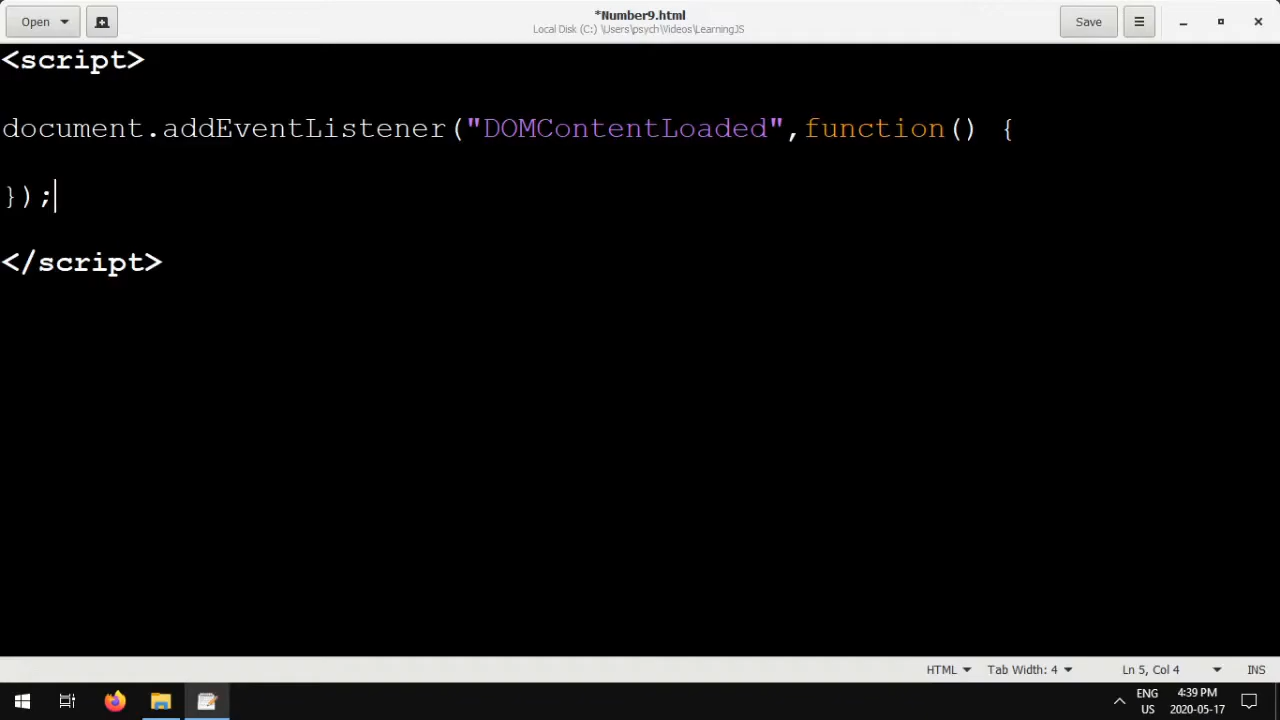 Open
*Number9.html
Local Disk (C:) \Users\psych\Videos\LearningJS
Save
<script>
document.addEventListener("DOMContentLoaded",function() {
});
</script>
HTML
Tab Width: 4
Ln 5, Col 4
INS
ENG
US
4:39 PM
2020-05-17